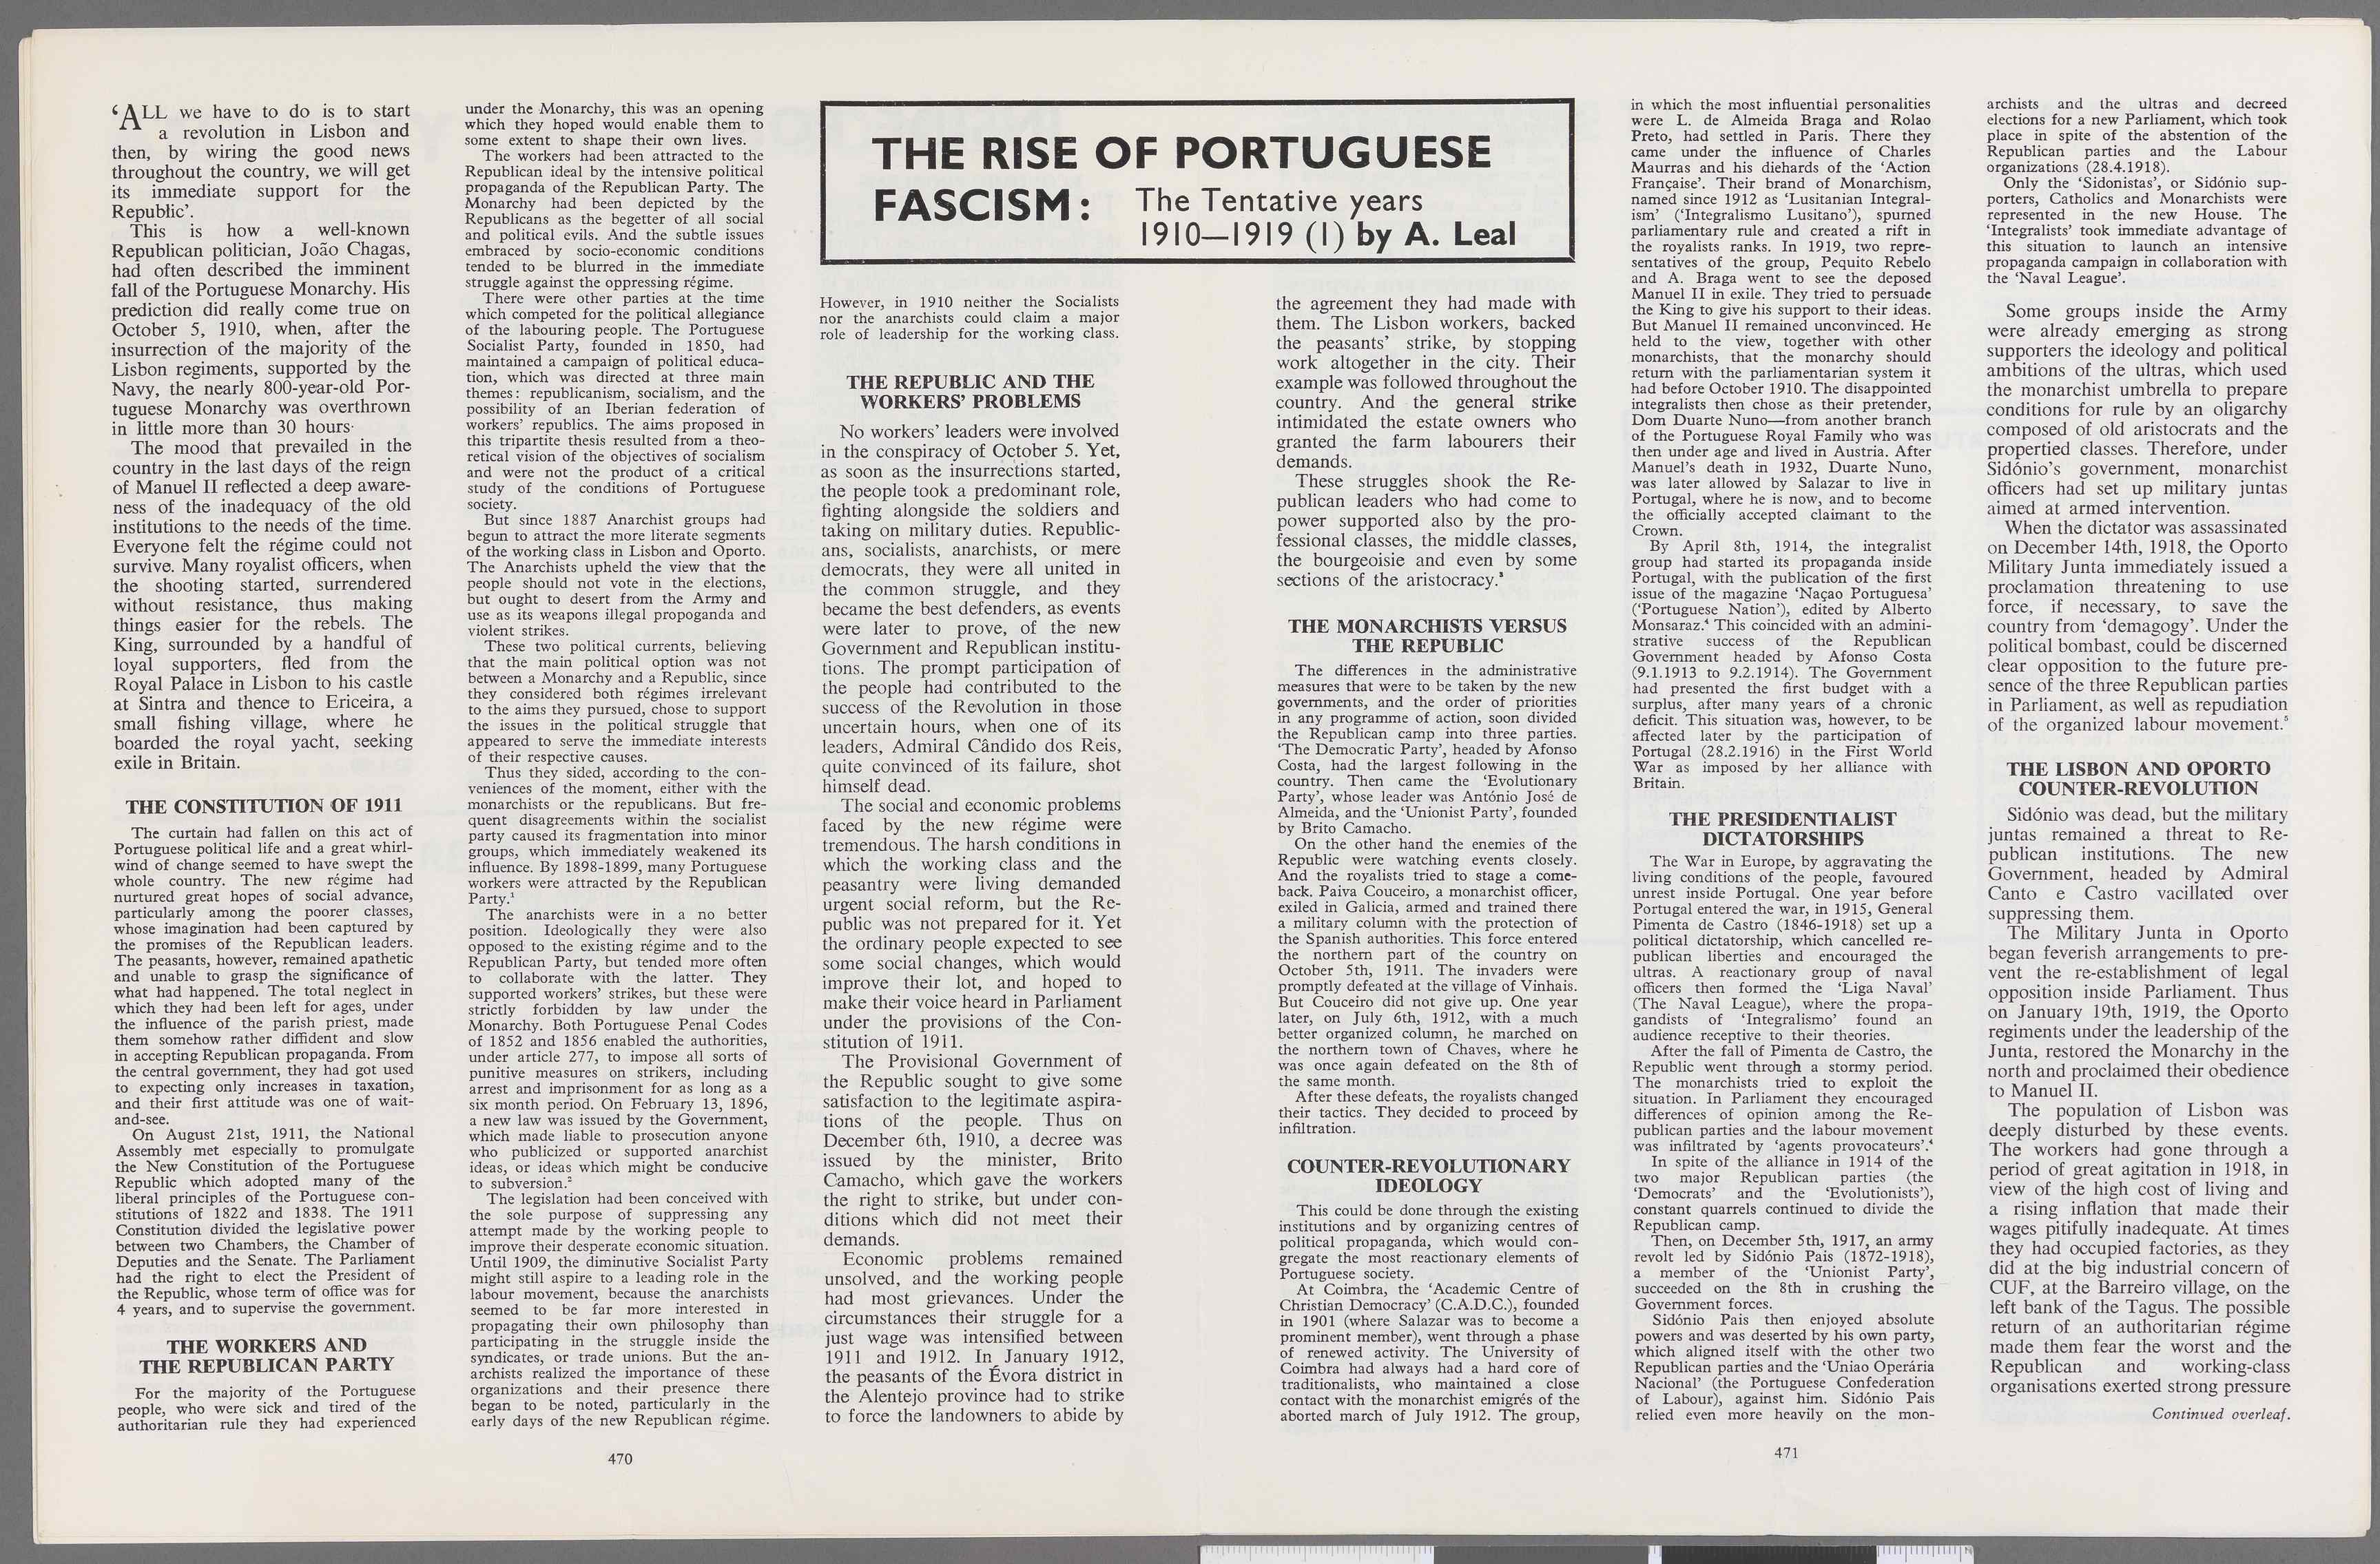 THE RISE OF PORTUGUESE
FASCISM: The Tentative years
1910—1919 (1) by A. Leal
'ALL we have to do is to start
a revolution in Lisbon and
then, by wiring the good news
throughout the country, we will get
its immediate support for the
Republic'.
This is how a well-known
Republican politician, João Chagas,
had often described the imminent
fall of the Portuguese Monarchy. His
prediction did really come true on
October 5, 1910, when, after the
insurrection of the majority of the
Lisbon regiments, supported by the
Navy, the nearly 800-year-old Por-
tuguese Monarchy was overthrown
in little more than 30 hours.
The mood that prevailed in the
country in the last days of the reign
of Manuel II reflected a deep aware-
ness of the inadequacy of the old
institutions to the needs of the time.
Everyone felt the régime could not
survive. Many royalist officers, when
the shooting started, surrendered
without resistance, thus making
things easier for the rebels. The
King, surrounded by a handful of
loyal supporters, fled from the
Royal Palace in Lisbon to his castle
at Sintra and thence to Ericeira, a
small fishing village, where he
boarded the royal yacht, seeking
exile in Britain.
THE CONSTITUTION OF 1911
The curtain had fallen on this act of
Portuguese political life and a great whirl-
wind of change seemed to have swept the
whole country. The new régime had
nurtured great hopes of social advance,
particularly among the poorer classes,
whose imagination had been captured by
the promises of the Republican leaders.
The peasants, however, remained apathetic
and unable to grasp the significance of
what had happened. The total neglect in
which they had been left for ages, under
the influence of the parish priest, made
them somehow rather diffident and slow
in accepting Republican propaganda. From
the central government, they had got used
to expecting only increases in taxation,
and their first attitude was one of wait-
and-see.
On August 21st, 1911, the National
Assembly met especially to promulgate
the New Constitution of the Portuguese
Republic which adopted many of the
liberal principles of the Portuguese con-
stitutions of 1822 and 1838. The 1911
Constitution divided the legislative power
between two Chambers, the Chamber of
Deputies and the Senate. The Parliament
had the right to elect the President of
the Republic, whose term of office was for
4 years, and to supervise the government.
THE WORKERS AND
THE REPUBLICAN PARTY
For the majority of the Portuguese
people, who were sick and tired of the
authoritarian rule they had experienced
under the Monarchy, this was an opening
which they hoped would enable them to
some extent to shape their own lives.
The workers had been attracted to the
Republican ideal by the intensive political
propaganda of the Republican Party. The
Monarchy had been depicted by the
Republicans as the begetter of all social
and political evils. And the subtle issues
embraced by socio-economic conditions
tended to be blurred in the immediate
struggle against the oppressing régime.
There were other parties at the time
which competed for the political allegiance
of the labouring people. The Portuguese
Socialist Party, founded in 1850, had
maintained a campaign of political educa-
tion, which was directed at three main
themes: republicanism, socialism, and the
possibility of an Iberian federation of
workers' republics. The aims proposed in
this tripartite thesis resulted from a theo-
retical vision of the objectives of socialism
and were not the product of a critical
study of the conditions of Portuguese
society.
But since 1887 Anarchist groups had
begun to attract the more literate segments
of the working class in Lisbon and Oporto.
The Anarchists upheld the view that the
people should not vote in the elections,
but ought to desert from the Army and
use as its weapons illegal propoganda and
violent strikes.
These two political currents, believing
that the main political option was not
between a Monarchy and a Republic, since
they considered both régimes irrelevant
to the aims they pursued, chose to support
the issues in the political struggle that
appeared to serve the immediate interests
of their respective causes.
Thus they sided, according to the con-
veniences of the moment, either with the
monarchists or the republicans. But fre-
quent disagreements within the socialist
party caused its fragmentation into minor
groups, which immediately weakened its
influence. By 1898-1899, many Portuguese
workers were attracted by the Republican
Party.¹
The anarchists were in a no better
position. Ideologically they were also
opposed to the existing régime and to the
Republican Party, but tended more often
to collaborate with the latter. They
supported workers' strikes, but these were
strictly forbidden by law under the
Monarchy. Both Portuguese Penal Codes
of 1852 and 1856 enabled the authorities,
under article 277, to impose all sorts of
punitive measures on strikers, including
arrest and imprisonment for as long as a
six month period. On February 13, 1896,
a new law was issued by the Government,
which made liable to prosecution anyone
who publicized or supported anarchist
ideas, or ideas which might be conducive
to subversion.²
The legislation had been conceived with
the sole purpose of suppressing any
attempt made by the working people to
improve their desperate economic situation.
Until 1909, the diminutive Socialist Party
might still aspire to a leading role in the
labour movement, because the anarchists
seemed to be far more interested in
propagating their own philosophy than
participating in the struggle inside the
syndicates, or trade unions. But the an-
archists realized the importance of these
organizations and their presence there
began to be noted, particularly in the
early days of the new Republican régime.
However, in 1910 neither the Socialists
nor the anarchists could claim a major
role of leadership for the working class.
THE REPUBLIC AND THE
WORKERS' PROBLEMS
No workers' leaders were involved
in the conspiracy of October 5. Yet,
as soon as the insurrections started,
the people took a predominant role,
fighting alongside the soldiers and
taking on military duties. Republic-
ans, socialists, anarchists, or mere
democrats, they were all united in
the common struggle, and they
became the best defenders, as events
were later to prove, of the new
Government and Republican institu-
tions. The prompt participation of
the people had contributed to the
success of the Revolution in those
uncertain hours, when one of its
leaders, Admiral Cândido dos Reis,
quite convinced of its failure, shot
himself dead.
The social and economic problems
faced by the new régime were
tremendous. The harsh conditions in
which the working class and the
peasantry were living demanded
urgent social reform, but the Re-
public was not prepared for it. Yet
the ordinary people expected to see
some social changes, which would
improve their lot, and hoped to
make their voice heard in Parliament
under the provisions of the Con-
stitution of 1911.
The Provisional Government of
the Republic sought to give some
satisfaction to the legitimate aspira-
tions of the people. Thus on
December 6th, 1910, a decree was
issued by the minister, Brito
Camacho, which gave the workers
the right to strike, but under con-
ditions which did not meet their
demands.
Economic problems remained
unsolved, and the working people
had most grievances. Under the
circumstances their struggle for a
just wage was intensified between
1911 and 1912. In January 1912,
the peasants of the Évora district in
the Alentejo province had to strike
to force the landowners to abide by
470
the agreement they had made with
them. The Lisbon workers, backed
the peasants' strike, by stopping
work altogether in the city. Their
example was followed throughout the
country. And the general strike
intimidated the estate owners who
granted the farm labourers their
demands.
These struggles shook the Re-
publican leaders who had come to
power supported also by the pro-
fessional classes, the middle classes,
the bourgeoisie and even by some
sections of the aristocracy.³
THE MONARCHISTS VERSUS
THE REPUBLIC
The differences in the administrative
measures that were to be taken by the new
governments, and the order of priorities
in any programme of action, soon divided
the Republican camp into three parties.
'The Democratic Party', headed by Afonso
Costa, had the largest following in the
country. Then came the 'Evolutionary
Party', whose leader was António José de
Almeida, and the 'Unionist Party', founded
by Brito Camacho.
On the other hand the enemies of the
Republic were watching events closely.
And the royalists tried to stage a come-
back. Paiva Couceiro, a monarchist officer,
exiled in Galicia, armed and trained there
a military column with the protection of
the Spanish authorities. This force entered
the northern part of the country on
October 5th, 1911. The invaders were
promptly defeated at the village of Vinhais.
But Couceiro did not give up. One year
later, on July 6th, 1912, with a much
better organized column, he marched on
the northern town of Chaves, where he
was once again defeated on the 8th of
the same month.
After these defeats, the royalists changed
their tactics. They decided to proceed by
infiltration.
COUNTER-REVOLUTIONARY
IDEOLOGY
This could be done through the existing
institutions and by organizing centres of
political propaganda, which would con-
gregate the most reactionary elements of
Portuguese society.
At Coimbra, the 'Academic Centre of
Christian Democracy' (C.A.D.C.), founded
in 1901 (where Salazar was to become a
prominent member), went through a phase
of renewed activity. The University of
Coimbra had always had a hard core of
traditionalists, who maintained a close
contact with the monarchist emigrés of the
aborted march of July 1912. The group,
in which the most influential personalities
were L. de Almeida Braga and Rolao
Preto, had settled in Paris. There they
came under the influence of Charles
Maurras and his diehards of the 'Action
Française'. Their brand of Monarchism,
named since 1912 as 'Lusitanian Integral-
ism' ('Integralismo Lusitano'), spurned
parliamentary rule and created a rift in
the royalists ranks. In 1919, two repre-
sentatives of the group, Pequito Rebelo
and A. Braga went to see the deposed
Manuel II in exile. They tried to persuade
the King to give his support to their ideas.
But Manuel II remained unconvinced. He
held to the view, together with other
monarchists, that the monarchy should
return with the parliamentarian system it
had before October 1910. The disappointed
integralists then chose as their pretender,
Dom Duarte Nuno—from another branch
of the Portuguese Royal Family who was
then under age and lived in Austria. After
Manuel's death in 1932, Duarte Nuno,
was later allowed by Salazar to live in
Portugal, where he is now, and to become
the officially accepted claimant to the
Crown.
By April 8th, 1914, the integralist
group had started its propaganda inside
Portugal, with the publication of the first
issue of the magazine 'Naçao Portuguesa'
('Portuguese Nation'), edited by Alberto
Monsaraz.⁴ This coincided with an admini-
strative success of the Republican
Government headed by Afonso Costa
(9.1.1913 to 9.2.1914). The Government
had presented the first budget with a
surplus, after many years of a chronic
deficit. This situation was, however, to be
affected later by the participation of
Portugal (28.2.1916) in the First World
War as imposed by her alliance with
Britain.
THE PRESIDENTIALIST
DICTATORSHIPS
The War in Europe, by aggravating the
living conditions of the people, favoured
unrest inside Portugal. One year before
Portugal entered the war, in 1915, General
Pimenta de Castro (1846-1918) set up a
political dictatorship, which cancelled re-
publican liberties and encouraged the
ultras. A reactionary group of naval
officers then formed the 'Liga Naval'
(The Naval League), where the propa-
gandists of 'Integralismo' found an
audience receptive to their theories.
After the fall of Pimenta de Castro, the
Republic went through a stormy period.
The monarchists tried to exploit the
situation. In Parliament they encouraged
differences of opinion among the Re-
publican parties and the labour movement
was infiltrated by 'agents provocateurs'.⁴
In spite of the alliance in 1914 of the
two major Republican parties (the
'Democrats' and the 'Evolutionists'),
constant quarrels continued to divide the
Republican camp.
Then, on December 5th, 1917, an army
revolt led by Sidónio Pais (1872-1918),
a member of the 'Unionist Party',
succeeded on the 8th in crushing the
Government forces.
Sidónio Pais then enjoyed absolute
powers and was deserted by his own party,
which aligned itself with the other two
Republican parties and the 'Uniao Operária
Nacional' (the Portuguese Confederation
of Labour), against him. Sidónio Pais
relied even more heavily on the mon-
archists and the ultras and decreed
elections for a new Parliament, which took
place in spite of the abstention of the
Republican parties and the Labour
organizations (28.4.1918).
Only the 'Sidonistas', or Sidónio sup-
porters, Catholics and Monarchists were
represented in the new House. The
'Integralists' took immediate advantage of
this situation to launch an intensive
propaganda campaign in collaboration with
the 'Naval League'.
Some groups inside the Army
were already emerging as strong
supporters the ideology and political
ambitions of the ultras, which used
the monarchist umbrella to prepare
conditions for rule by an oligarchy
composed of old aristocrats and the
propertied classes. Therefore, under
Sidónio's government, monarchist
officers had set up military juntas
aimed at armed intervention.
When the dictator was assassinated
on December 14th, 1918, the Oporto
Military Junta immediately issued a
proclamation threatening to use
force, if necessary, to save the
country from 'demagogy'. Under the
political bombast, could be discerned
clear opposition to the future pre-
sence of the three Republican parties
in Parliament, as well as repudiation
of the organized labour movement.⁵
THE LISBON AND OPORTO
COUNTER-REVOLUTION
Sidónio was dead, but the military
juntas remained a threat to Re-
publican institutions. The new
Government, headed by Admiral
Canto e Castro vacillated over
suppressing them.
The Military Junta in Oporto
began feverish arrangements to pre-
vent the re-establishment of legal
opposition inside Parliament. Thus
on January 19th, 1919, the Oporto
regiments under the leadership of the
Junta, restored the Monarchy in the
north and proclaimed their obedience
to Manuel II.
The population of Lisbon was
deeply disturbed by these events.
The workers had gone through a
period of great agitation in 1918, in
view of the high cost of living and
a rising inflation that made their
wages pitifully inadequate. At times
they had occupied factories, as they
did at the big industrial concern of
CUF, at the Barreiro village, on the
left bank of the Tagus. The possible
return of an authoritarian régime
made them fear the worst and the
Republican and working-class
organisations exerted strong pressure
Continued overleaf.
471